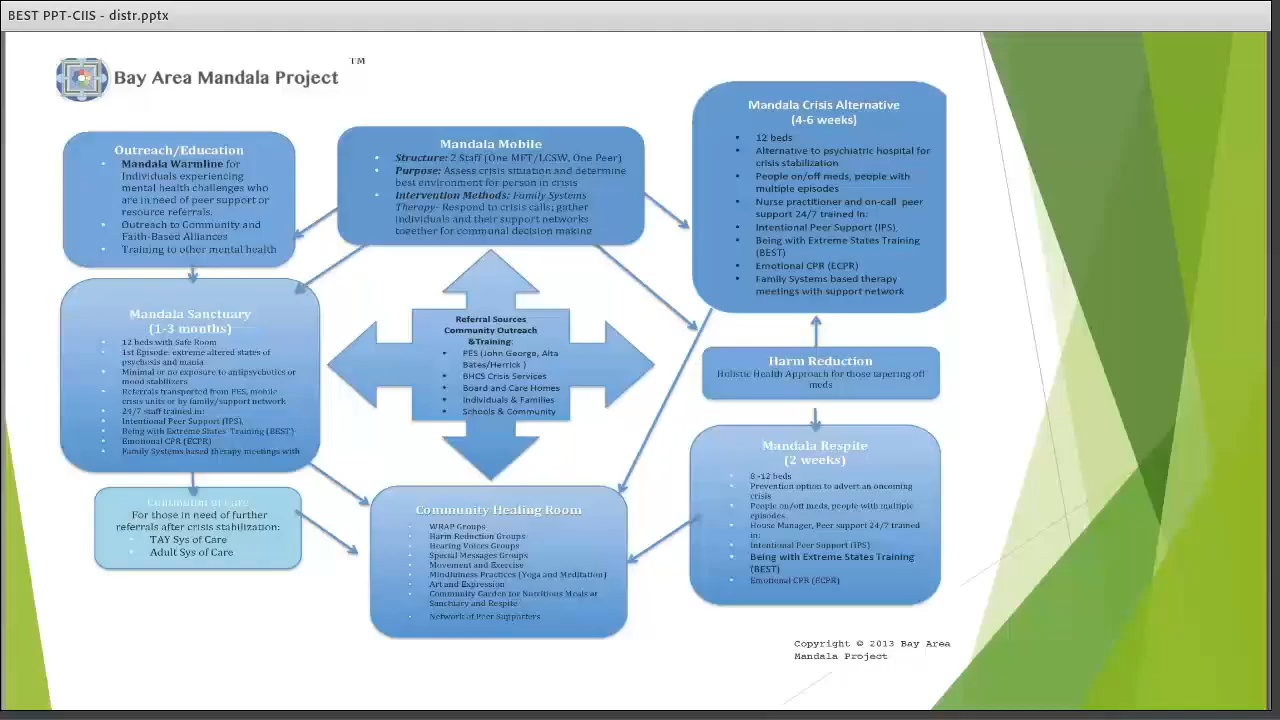 BEST PPT-CIIS - distr.pptx
Bay Area Mandala Project
TM
Outreach/Education
• Mandala Warmline for
Individuals experiencing
mental health challenges who
are in need of peer support or
resource referrals.
• Outreach to Community and
Faith-Based Alliances
• Training to other mental health
Mandala Mobile
• Structure: 2 Staff (One MFT/LCSW, One Peer)
• Purpose: Assess crisis situation and determine
best environment for person in crisis
• Intervention Methods: Family Systems
Therapy- Respond to crisis calls; gather
individuals and their support networks
together for communal decision making
Mandala Crisis Alternative
(4-6 weeks)
• 12 beds
• Alternative to psychiatric hospital for
crisis stabilization
• People on/off meds, people with
multiple episodes
• Nurse practitioner and on-call peer
support 24/7 trained in:
• Intentional Peer Support (IPS),
• Being with Extreme States Training
(BEST)
• Emotional CPR (ECPR)
• Family Systems based therapy
meetings with support network
Mandala Sanctuary
(1-3 months)
• 12 beds with Safe Room
• 1st Episode: extreme altered states of
psychosis and mania
• Minimal or no exposure to antipsychotics or
mood stabilizers
• Referrals transported from PES, mobile
crisis units or by family/support network
• 24/7 staff trained in:
• Intentional Peer Support (IPS),
• Being with Extreme States Training (BEST)
• Emotional CPR (ECPR)
• Family Systems based therapy meetings with
Referral Sources
Community Outreach
&Training:
• PES (John George, Alta
Bates/Herrick )
• BHCS Crisis Services
• Board and Care Homes
• Individuals & Families
• Schools & Community
Harm Reduction
Holistic Health Approach for those tapering off
meds
Mandala Respite
(2 weeks)
• 8 -12 beds
• Prevention option to advert an oncoming
crisis
• People on/off meds, people with multiple
episodes.
• House Manager, Peer support 24/7 trained
in:
• Intentional Peer Support (IPS)
• Being with Extreme States Training
(BEST)
• Emotional CPR (ECPR)
Continuum of Care
For those in need of further
referrals after crisis stabilization:
• TAY Sys of Care
• Adult Sys of Care
Community Healing Room
• WRAP Groups
• Harm Reduction Groups
• Hearing Voices Groups
• Special Messages Groups
• Movement and Exercise
• Mindfulness Practices (Yoga and Meditation)
• Art and Expression
• Community Garden for Nutritious Meals at
Sanctuary and Respite
• Network of Peer Supporters
Copyright © 2013 Bay Area
Mandala Project